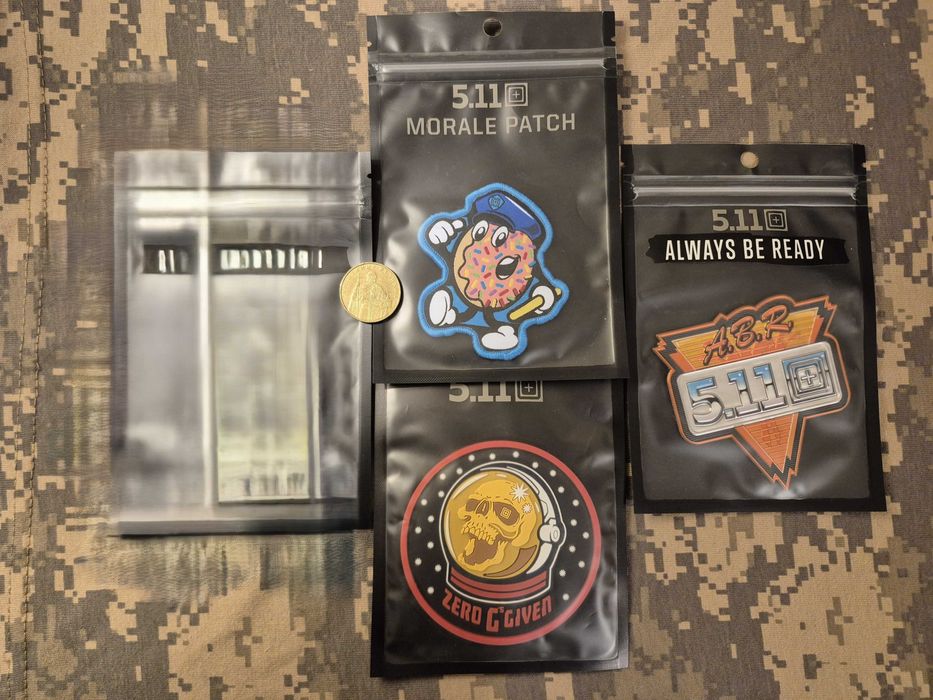 5.11
MORALE PATCH
5.11
ALWAYS BE READY
A.B.R.
5.11
5.11
ZERO G'S GIVEN